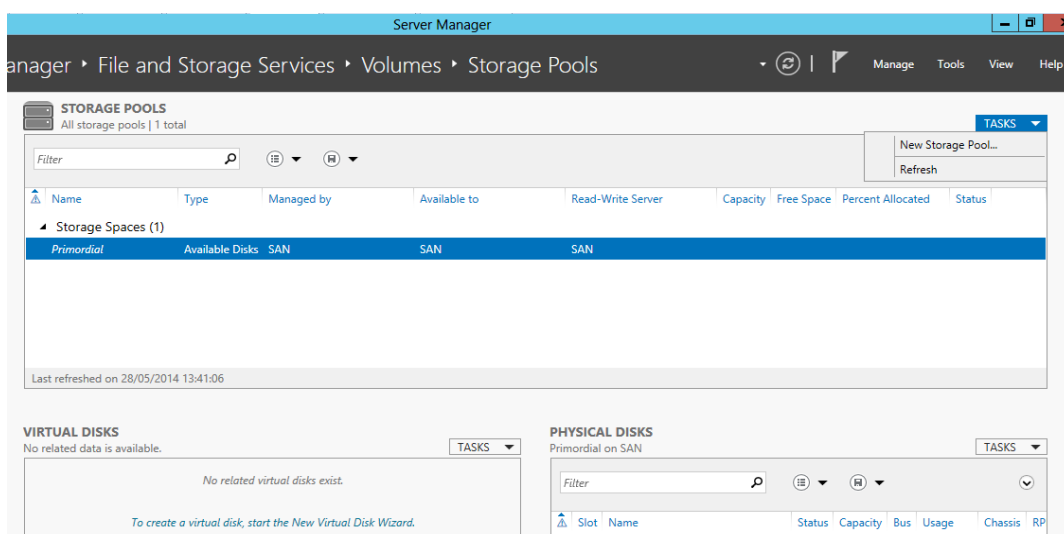 Server Manager
anager ‣ File and Storage Services ‣ Volumes ‣ Storage Pools
Manage Tools View Help
STORAGE POOLS
All storage pools | 1 total
TASKS
New Storage Pool...
Refresh
Filter
Name Type Managed by Available to Read-Write Server Capacity Free Space Percent Allocated Status
Storage Spaces (1)
Primordial Available Disks SAN SAN SAN
Last refreshed on 28/05/2014 13:41:06
VIRTUAL DISKS
No related data is available.
TASKS
No related virtual disks exist.
To create a virtual disk, start the New Virtual Disk Wizard.
PHYSICAL DISKS
Primordial on SAN
TASKS
Filter
Slot Name Status Capacity Bus Usage Chassis RP